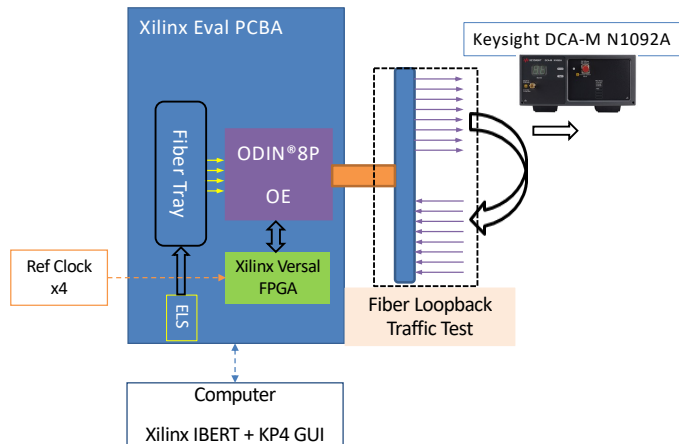 Xilinx Eval PCBA
Keysight DCA-M N1092A
Fiber Tray
ODIN®8P
OE
Ref Clock
x4
Xilinx Versal
FPGA
ELS
Fiber Loopback
Traffic Test
Computer
Xilinx IBERT + KP4 GUI